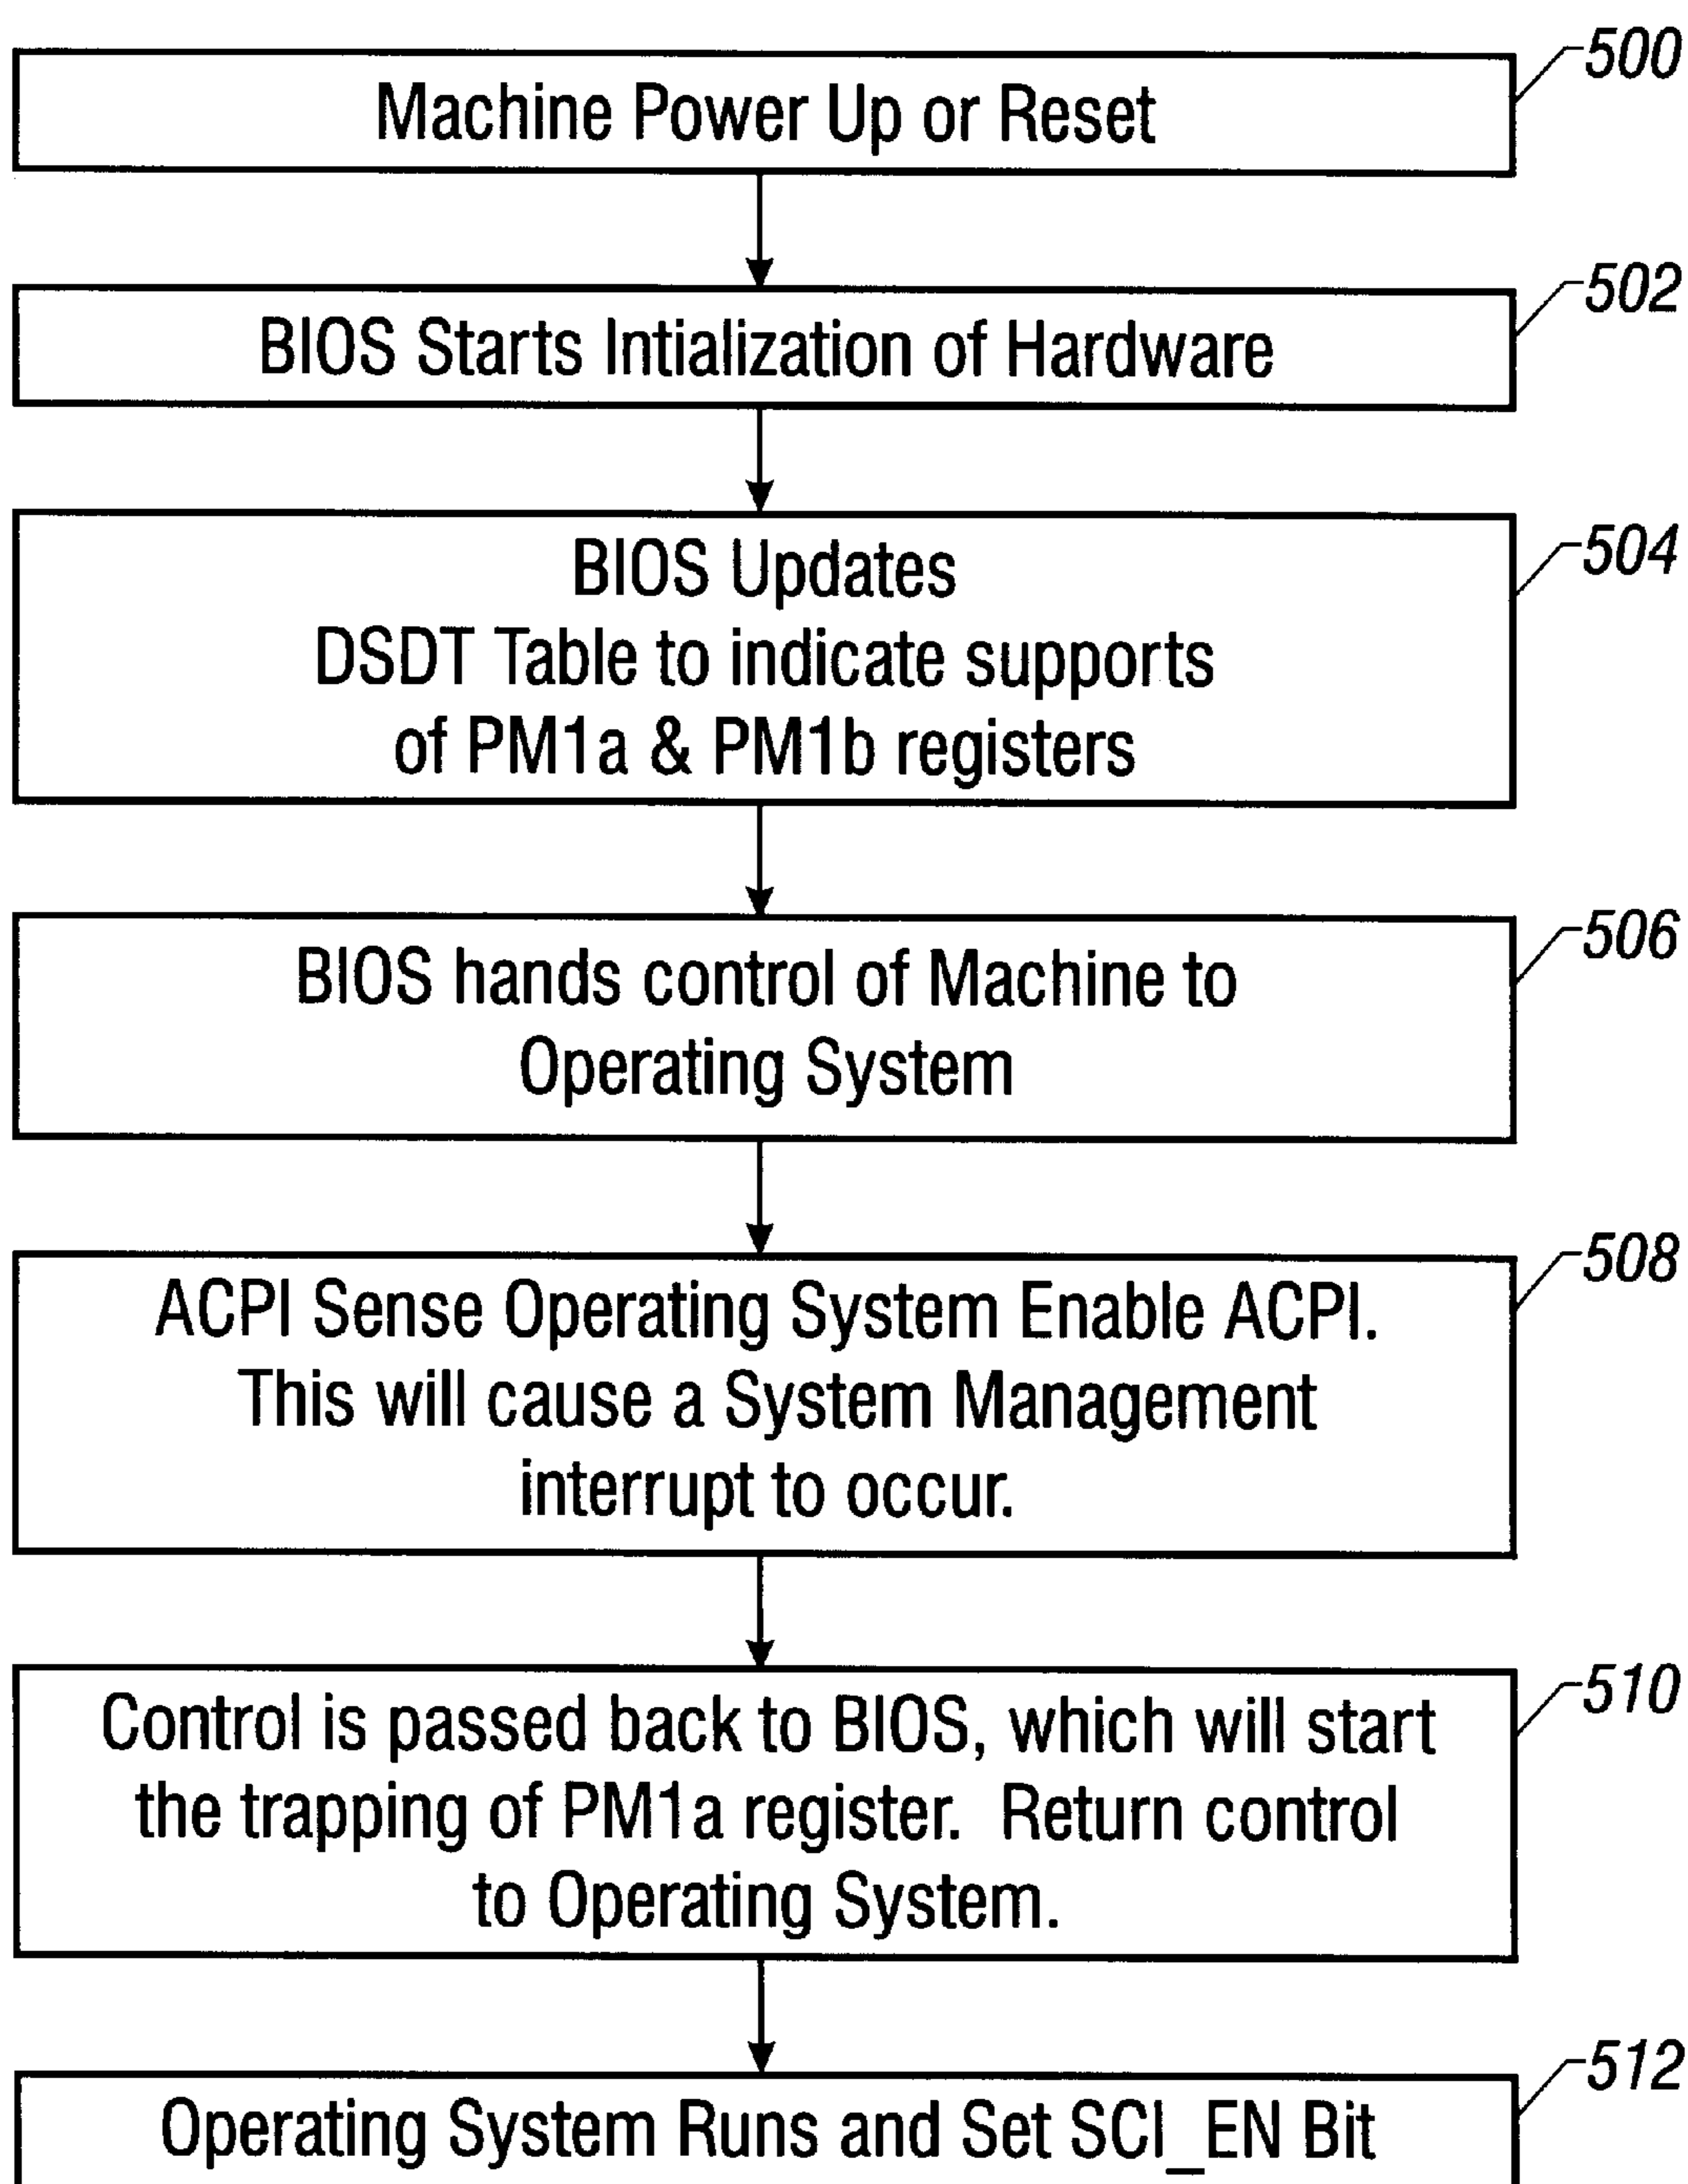 500
Machine Power Up or Reset
502
BIOS Starts Intialization of Hardware
504
BIOS Updates
DSDT Table to indicate supports
of PM1a & PM1b registers
506
BIOS hands control of Machine to
Operating System
508
ACPI Sense Operating System Enable ACPI.
This will cause a System Management
interrupt to occur.
510
Control is passed back to BIOS, which will start
the trapping of PM1a register. Return control
to Operating System.
512
Operating System Runs and Set SCI_EN Bit